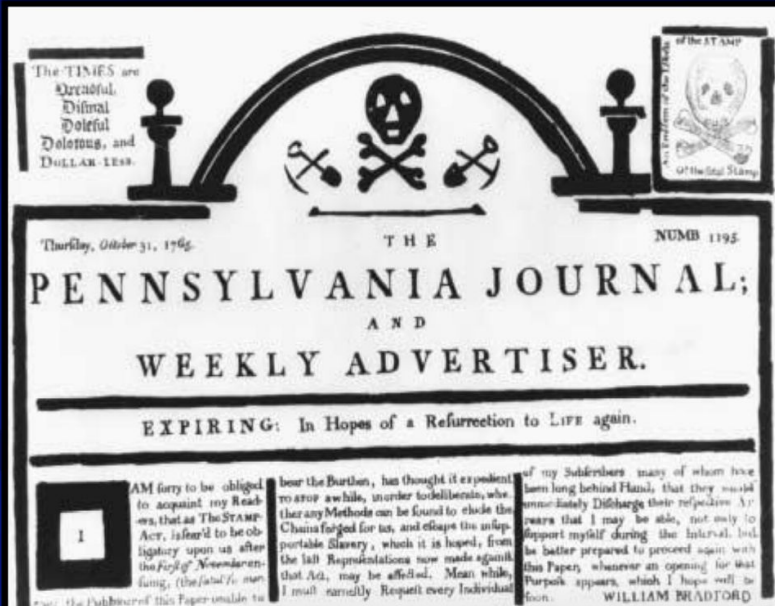 The TIMES are
Dreadful,
Diſmal
Doleful
Dolorous, and
DOLLAR-LESS.
of the STAMP
An Emblem of the Effects
O! the fatal Stamp
Thurſday, October 31, 1765.
THE
NUMB 1195.
PENNSYLVANIA JOURNAL;
AND
WEEKLY ADVERTISER.
EXPIRING: In Hopes of a Reſurrection to LIFE again.
I AM ſorry to be obliged
to acquaint my Read-
ers, that as The STAMP-
ACT, is fear'd to be ob-
ligatory upon us after
the Firſt of November en-
ſuing, (the fatal To mor-
row) the Publiſher of this Paper unable to
bear the Burthen, has thought it expedient
TO STOP awhile, in order to deliberate, whe-
ther any Methods can be found to elude the
Chains forged for us, and eſcape the inſup-
portable Slavery, which it is hoped, from
the laſt Repreſentations now made againſt
that Act, may be effected. Mean while,
I muſt earneſtly Requeſt every Individual
of my Subſcribers many of whom have
been long behind Hand, that they would
immediately Diſcharge their reſpective Ar
rears that I may be able, not only to
ſupport myſelf during the Interval, but
be better prepared to proceed again with
this Paper, whenever an opening for that
Purpoſe appears, which I hope will be
ſoon. WILLIAM BRADFORD